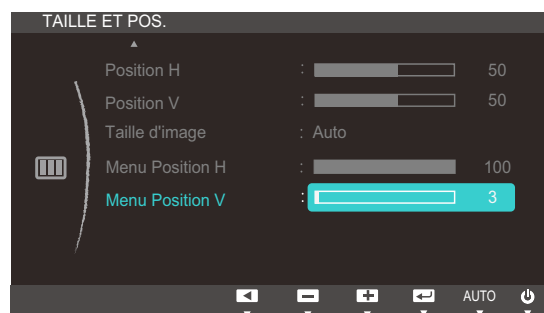 TAILLE ET POS.
Position H : 50
Position V : 50
Taille d'image : Auto
Menu Position H : 100
Menu Position V : 3
AUTO